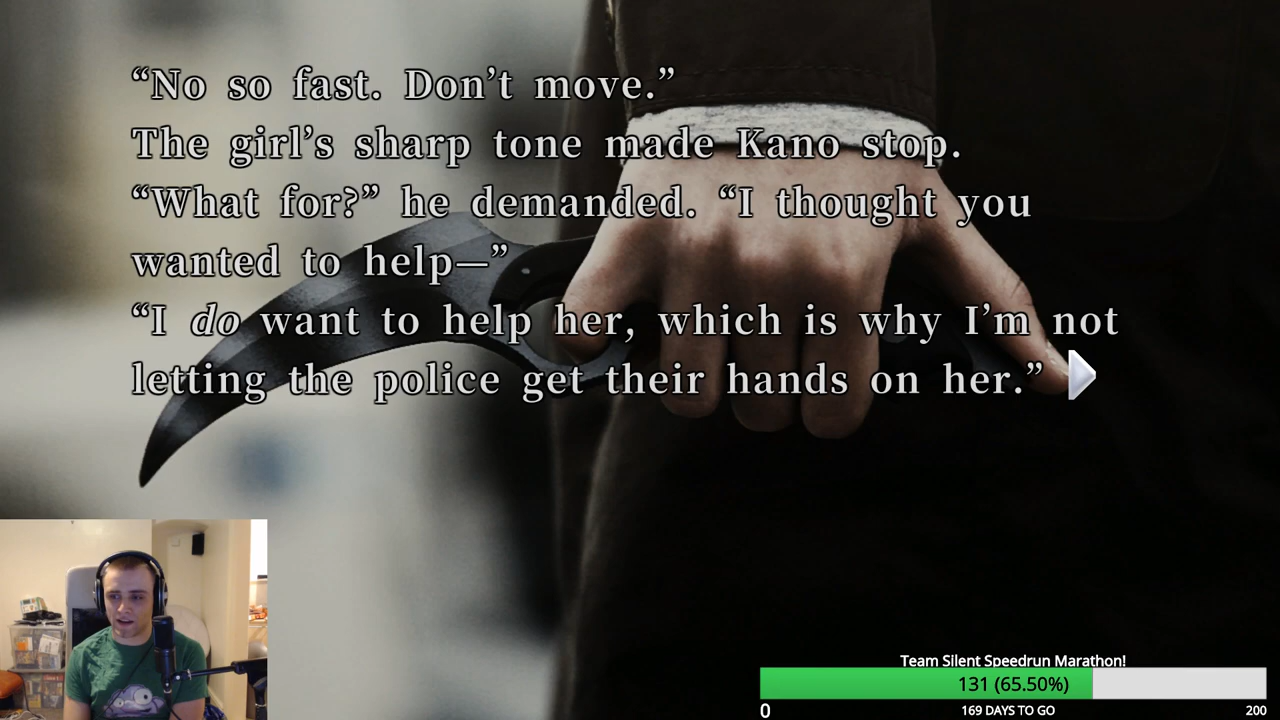 “No so fast. Don’t move.”
The girl’s sharp tone made Kano stop.
“What for?” he demanded. “I thought you
wanted to help—”
“I do want to help her, which is why I’m not
letting the police get their hands on her.”
Team Silent Speedrun Marathon!
131 (65.50%)
0 169 DAYS TO GO 200